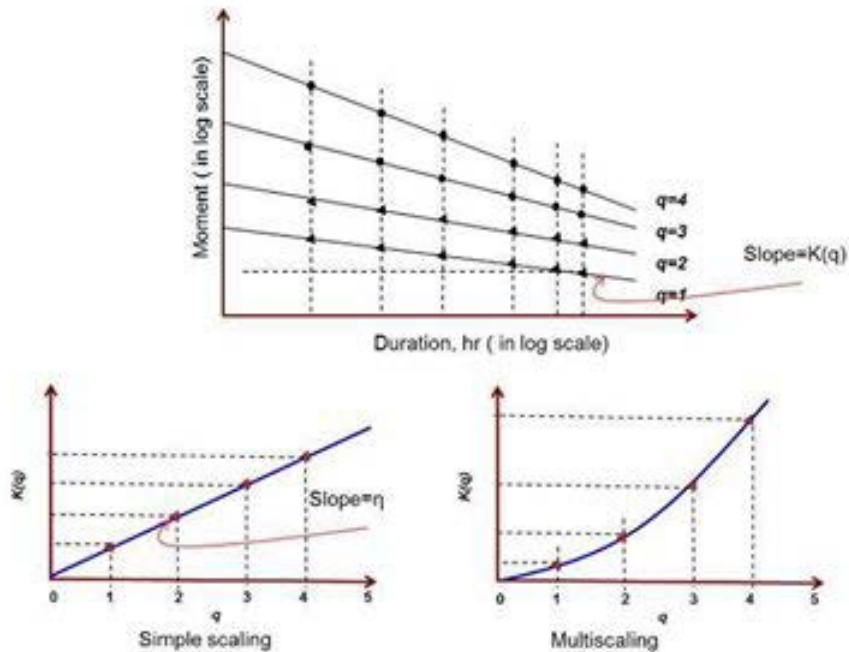 Moment ( in log scale)
q=4
q=3
q=2
q=1
Slope=K(q)
Duration, hr ( in log scale)
K(q)
Slope=η
0 1 2 3 4 5
q
Simple scaling
K(q)
0 1 2 3 4 5
q
Multiscaling